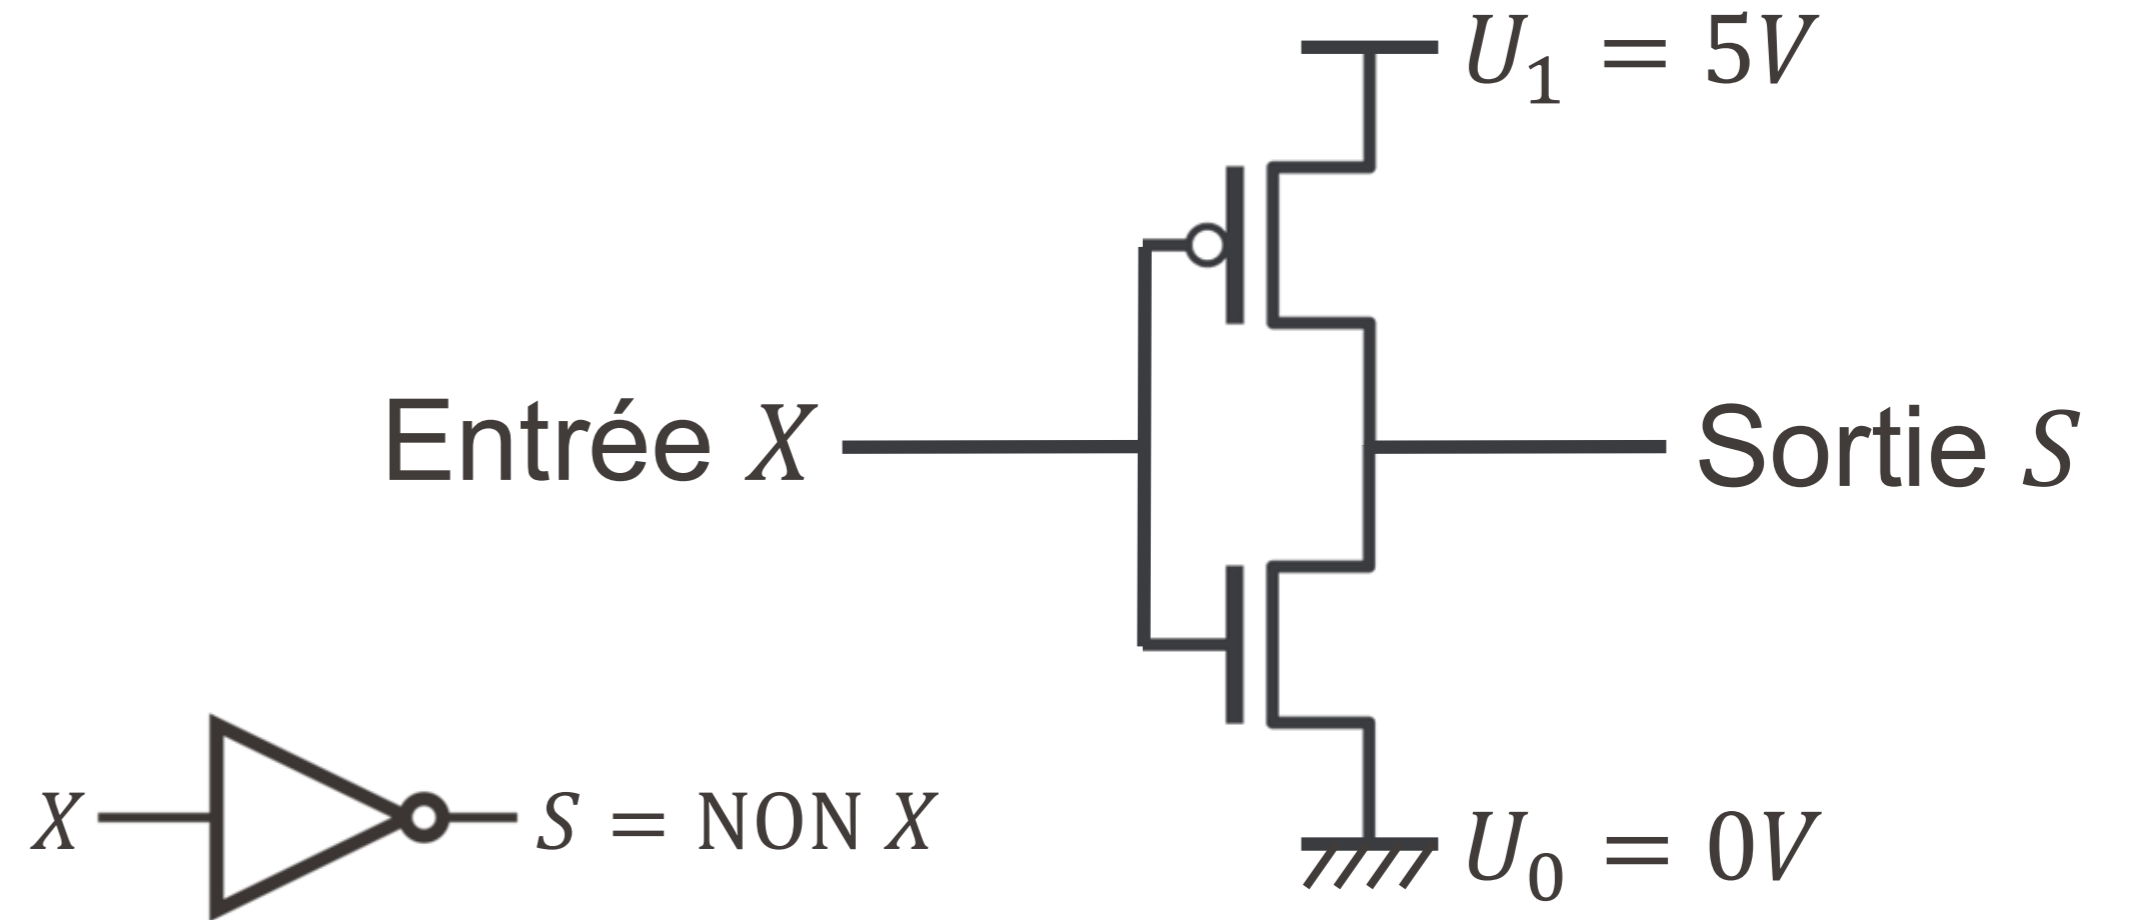 U₁ = 5V
Entrée X
Sortie S
X
S = NON X
U₀ = 0V